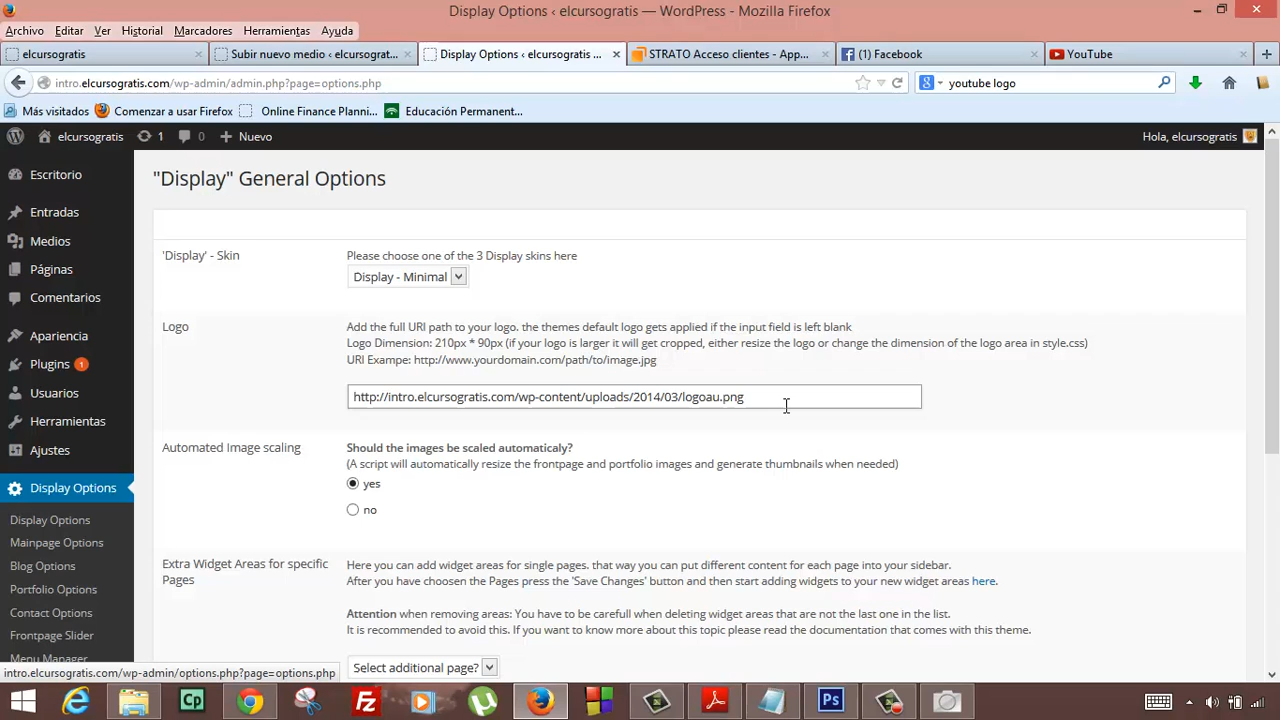 Display Options ‹ elcursogratis — WordPress - Mozilla Firefox
Archivo Editar Ver Historial Marcadores Herramientas Ayuda
elcursogratis
Subir nuevo medio ‹ elcursograt...
Display Options ‹ elcursogratis ...
STRATO Acceso clientes - App...
(1) Facebook
YouTube
intro.elcursogratis.com/wp-admin/admin.php?page=options.php
youtube logo
Más visitados Comenzar a usar Firefox Online Finance Planni... Educación Permanent...
elcursogratis 1 0 Nuevo Hola, elcursogratis
Escritorio
Entradas
Medios
Páginas
Comentarios
Apariencia
Plugins 1
Usuarios
Herramientas
Ajustes
Display Options
Display Options
Mainpage Options
Blog Options
Portfolio Options
Contact Options
Frontpage Slider
Menu Manager
"Display" General Options
'Display' - Skin
Please choose one of the 3 Display skins here
Display - Minimal
Logo
Add the full URI path to your logo. the themes default logo gets applied if the input field is left blank
Logo Dimension: 210px * 90px (if your logo is larger it will get cropped, either resize the logo or change the dimension of the logo area in style.css)
URI Exampe: http://www.yourdomain.com/path/to/image.jpg
http://intro.elcursogratis.com/wp-content/uploads/2014/03/logoau.png
Automated Image scaling
Should the images be scaled automaticaly?
(A script will automatically resize the frontpage and portfolio images and generate thumbnails when needed)
yes
no
Extra Widget Areas for specific
Pages
Here you can add widget areas for single pages. that way you can put different content for each page into your sidebar.
After you have choosen the Pages press the 'Save Changes' button and then start adding widgets to your new widget areas here.
Attention when removing areas: You have to be carefull when deleting widget areas that are not the last one in the list.
It is recommended to avoid this. If you want to know more about this topic please read the documentation that comes with this theme.
Select additional page?
intro.elcursogratis.com/wp-admin/options.php?page=options.php
Cp
Fz
Ps